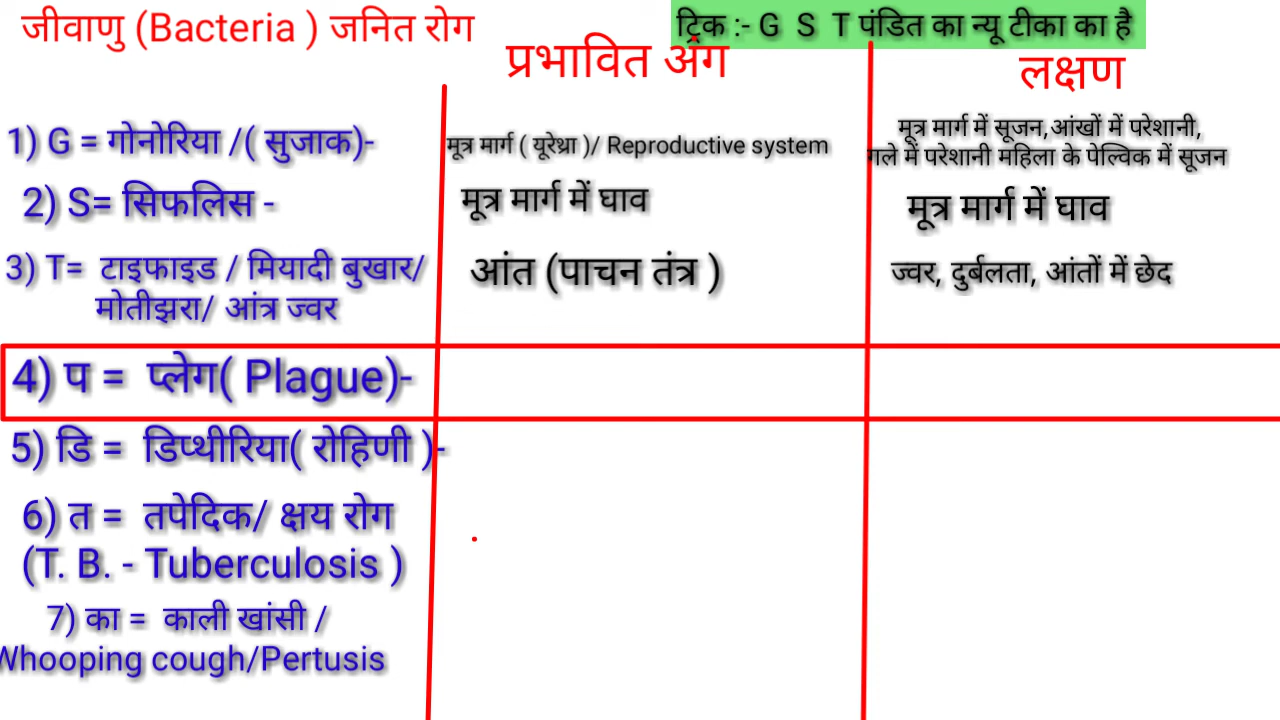 जीवाणु (Bacteria ) जनित रोग
ट्रिक :- G S T पंडित का न्यू टीका का है
प्रभावित अंग
लक्षण
1) G = गोनोरिया /( सुजाक)-
मूत्र मार्ग ( यूरेथ्रा )/ Reproductive system
मूत्र मार्ग में सूजन,आंखों में परेशानी,
गले में परेशानी महिला के पेल्विक में सूजन
2) S= सिफलिस -
मूत्र मार्ग में घाव
मूत्र मार्ग में घाव
3) T= टाइफाइड / मियादी बुखार/
मोतीझरा/ आंत्र ज्वर
आंत (पाचन तंत्र )
ज्वर, दुर्बलता, आंतों में छेद
4) प = प्लेग( Plague)-
5) डि = डिप्थीरिया( रोहिणी )-
6) त = तपेदिक/ क्षय रोग
(T. B. - Tuberculosis )
7) का = काली खांसी /
Whooping cough/Pertusis